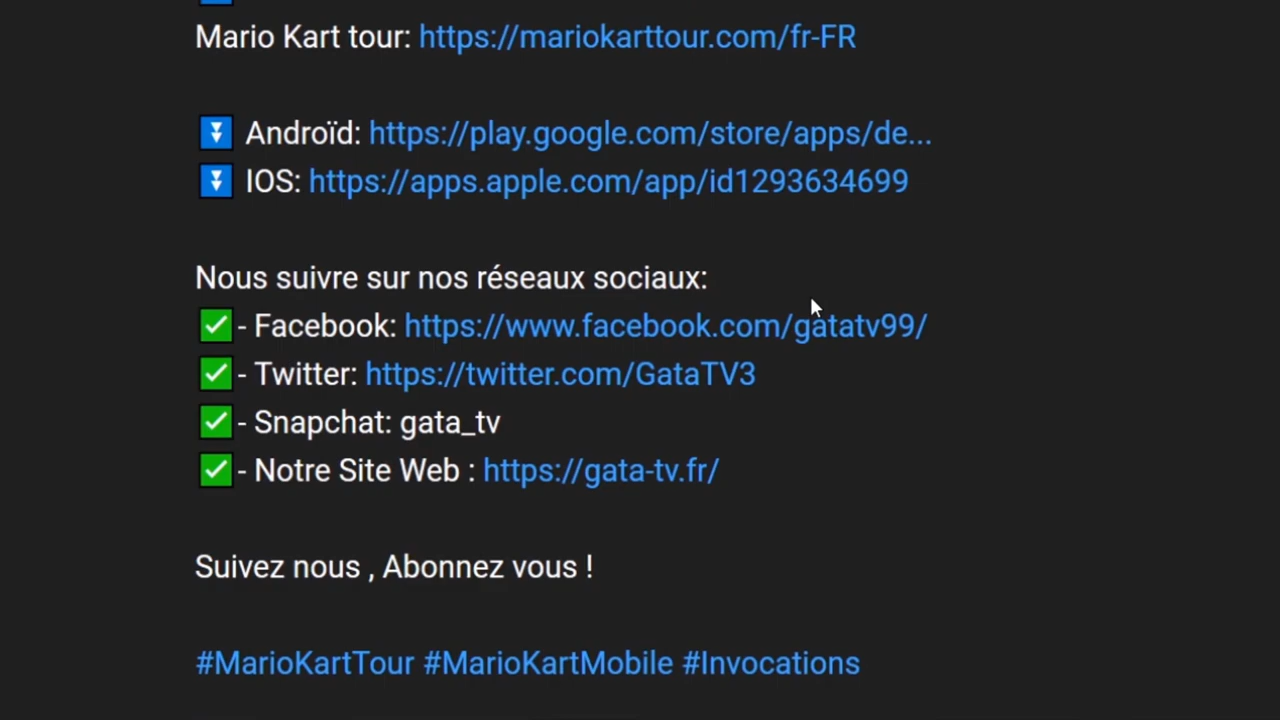 Mario Kart tour: https://mariokarttour.com/fr-FR
⏬ Androïd: https://play.google.com/store/apps/de...
⏬ IOS: https://apps.apple.com/app/id1293634699
Nous suivre sur nos réseaux sociaux:
✅- Facebook: https://www.facebook.com/gatatv99/
✅- Twitter: https://twitter.com/GataTV3
✅- Snapchat: gata_tv
✅- Notre Site Web : https://gata-tv.fr/
Suivez nous , Abonnez vous !
#MarioKartTour #MarioKartMobile #Invocations